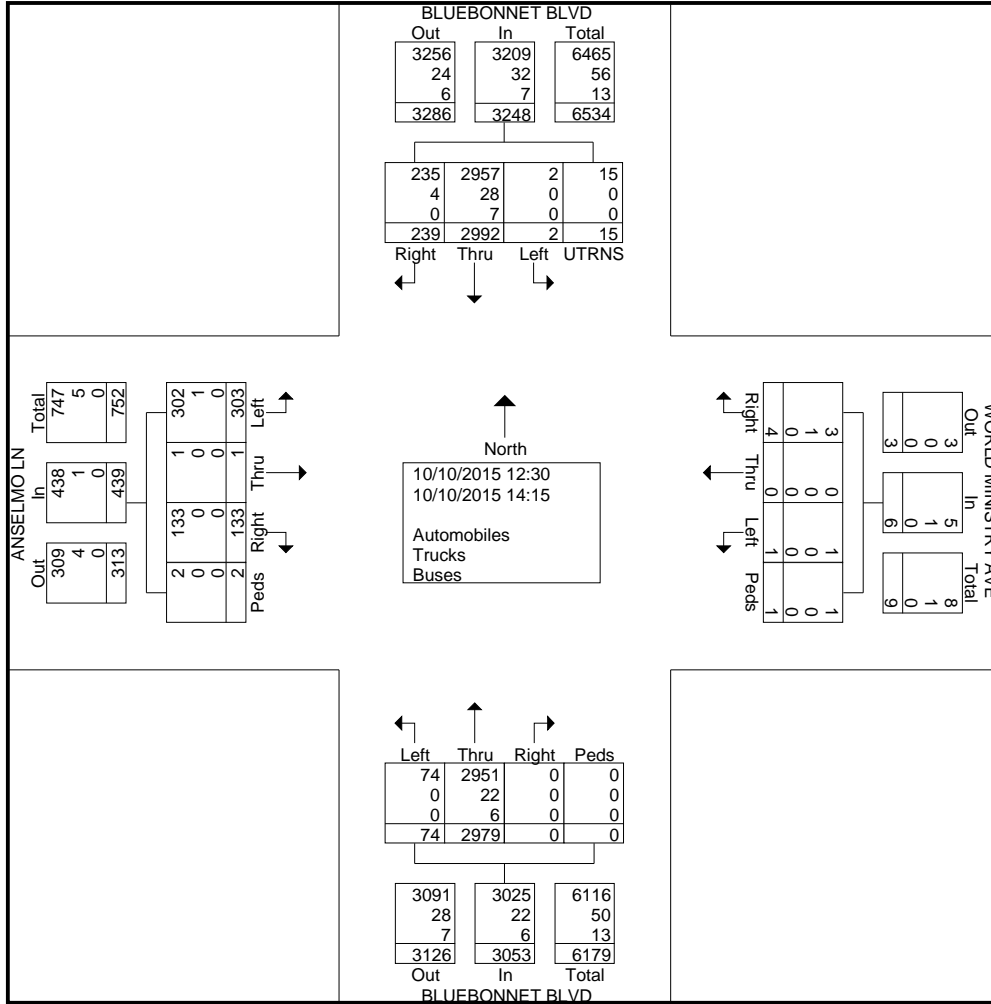 BLUEBONNET BLVD
Out In Total
3256 3209 6465
24 32 56
6 7 13
3286 3248 6534
235 2957 2 15
4 28 0 0
0 7 0 0
239 2992 2 15
Right Thru Left UTRNS
ANSELMO LN
Total
747
5
0
752
In
438
1
0
439
Out
309
4
0
313
302
1
0
303
Left
1
0
0
1
Thru
133
0
0
133
Right
2
0
0
2
Peds
North
10/10/2015 12:30
10/10/2015 14:15
Automobiles
Trucks
Buses
Right
3
1
0
4
Thru
0
0
0
0
Left
1
0
0
1
Peds
1
0
0
1
WORLD MINISTRY AVE
Out
3
0
0
3
In
5
1
0
6
Total
8
1
0
9
Left Thru Right Peds
74 2951 0 0
0 22 0 0
0 6 0 0
74 2979 0 0
3091 3025 6116
28 22 50
7 6 13
3126 3053 6179
Out In Total
BLUEBONNET BLVD